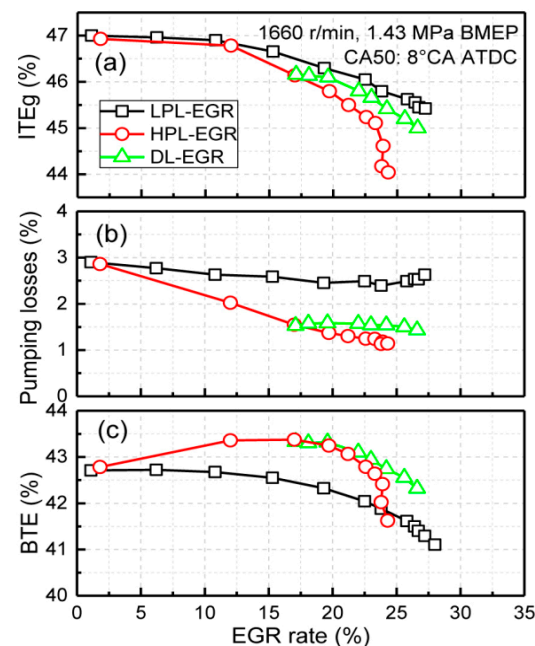 1660 r/min, 1.43 MPa BMEP
CA50: 8°CA ATDC
(a)
ITEg (%)
47
46
45
44
LPL-EGR
HPL-EGR
DL-EGR
(b)
Pumping losses (%)
4
3
2
1
0
(c)
BTE (%)
44
43
42
41
40
0 5 10 15 20 25 30 35
EGR rate (%)